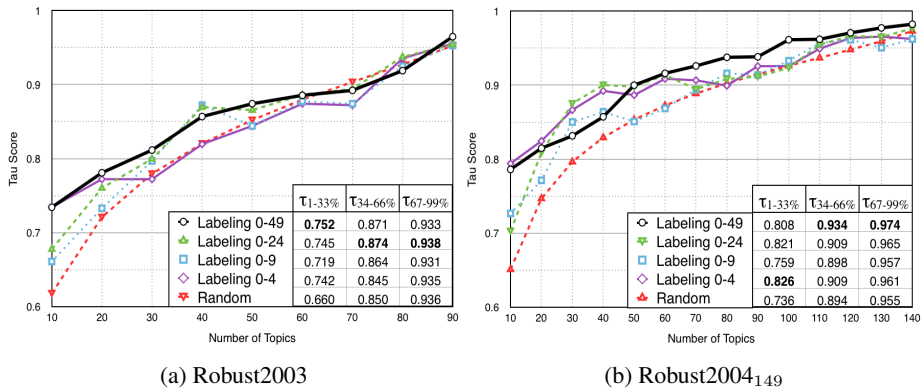 1
0.9
0.8
0.7
0.6
Tau Score
10 20 30 40 50 60 70 80 90
Number of Topics
τ1-33% τ34-66% τ67-99%
Labeling 0-49 0.752 0.871 0.933
Labeling 0-24 0.745 0.874 0.938
Labeling 0-9 0.719 0.864 0.931
Labeling 0-4 0.742 0.845 0.935
Random 0.660 0.850 0.936
(a) Robust2003
1
0.9
0.8
0.7
0.6
Tau Score
10 20 30 40 50 60 70 80 90 100 110 120 130 140
Number of Topics
τ1-33% τ34-66% τ67-99%
Labeling 0-49 0.808 0.934 0.974
Labeling 0-24 0.821 0.909 0.965
Labeling 0-9 0.759 0.898 0.957
Labeling 0-4 0.826 0.909 0.961
Random 0.736 0.894 0.955
(b) Robust2004149